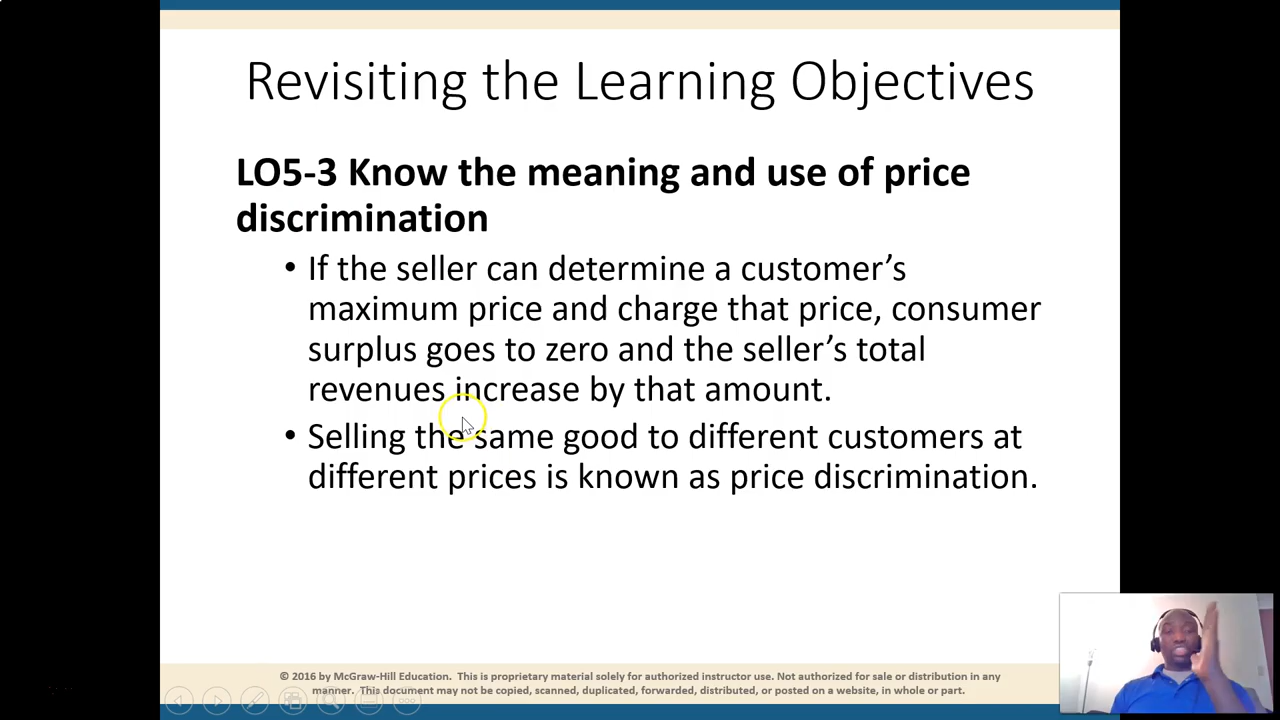 Revisiting the Learning Objectives
LO5-3 Know the meaning and use of price
discrimination
• If the seller can determine a customer’s
maximum price and charge that price, consumer
surplus goes to zero and the seller’s total
revenues increase by that amount.
• Selling the same good to different customers at
different prices is known as price discrimination.
© 2016 by McGraw-Hill Education. This is proprietary material solely for authorized instructor use. Not authorized for sale or distribution in any
manner. This document may not be copied, scanned, duplicated, forwarded, distributed, or posted on a website, in whole or part.